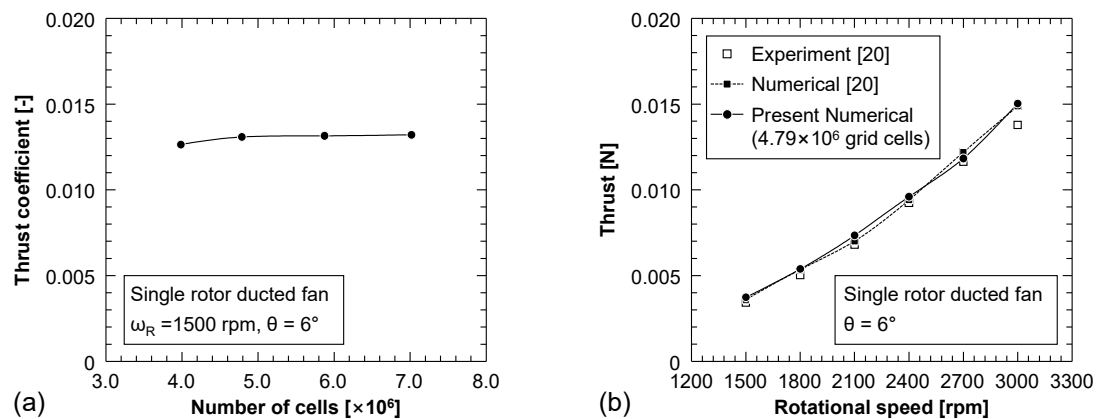 0.020
0.015
0.010
0.005
0
Thrust coefficient [-]
Single rotor ducted fan
ω_R =1500 rpm, θ = 6°
3.0 4.0 5.0 6.0 7.0 8.0
(a) Number of cells [×10⁶]
0.020
0.015
0.010
0.005
0
Thrust [N]
Experiment [20]
Numerical [20]
Present Numerical
(4.79×10⁶ grid cells)
Single rotor ducted fan
θ = 6°
1200 1500 1800 2100 2400 2700 3000 3300
(b) Rotational speed [rpm]